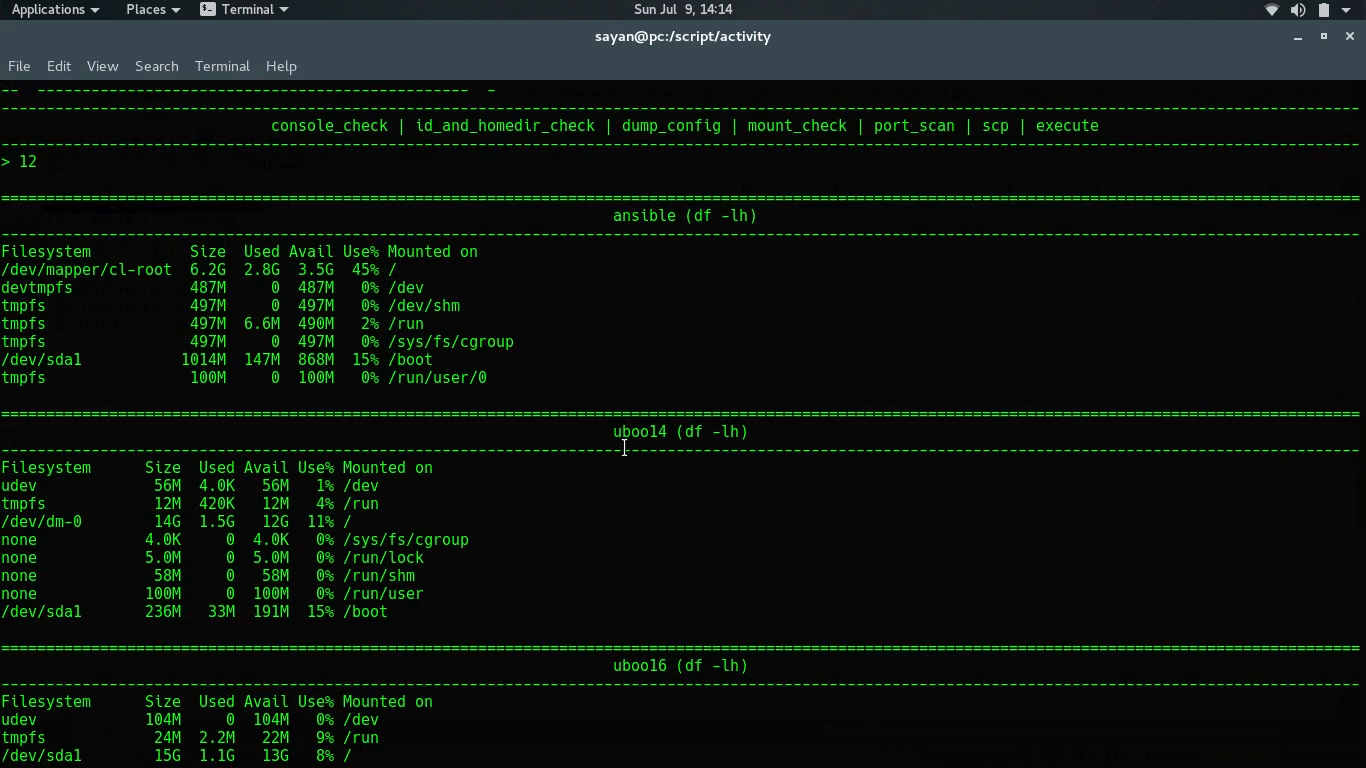 Applications Places Terminal Sun Jul 9, 14:14
sayan@pc:/script/activity
File Edit View Search Terminal Help
-- ------------------------------------------------ -
console_check | id_and_homedir_check | dump_config | mount_check | port_scan | scp | execute
> 12
ansible (df -lh)
Filesystem Size Used Avail Use% Mounted on
/dev/mapper/cl-root 6.2G 2.8G 3.5G 45% /
devtmpfs 487M 0 487M 0% /dev
tmpfs 497M 0 497M 0% /dev/shm
tmpfs 497M 6.6M 490M 2% /run
tmpfs 497M 0 497M 0% /sys/fs/cgroup
/dev/sda1 1014M 147M 868M 15% /boot
tmpfs 100M 0 100M 0% /run/user/0
uboo14 (df -lh)
Filesystem Size Used Avail Use% Mounted on
udev 56M 4.0K 56M 1% /dev
tmpfs 12M 420K 12M 4% /run
/dev/dm-0 14G 1.5G 12G 11% /
none 4.0K 0 4.0K 0% /sys/fs/cgroup
none 5.0M 0 5.0M 0% /run/lock
none 58M 0 58M 0% /run/shm
none 100M 0 100M 0% /run/user
/dev/sda1 236M 33M 191M 15% /boot
uboo16 (df -lh)
Filesystem Size Used Avail Use% Mounted on
udev 104M 0 104M 0% /dev
tmpfs 24M 2.2M 22M 9% /run
/dev/sda1 15G 1.1G 13G 8% /